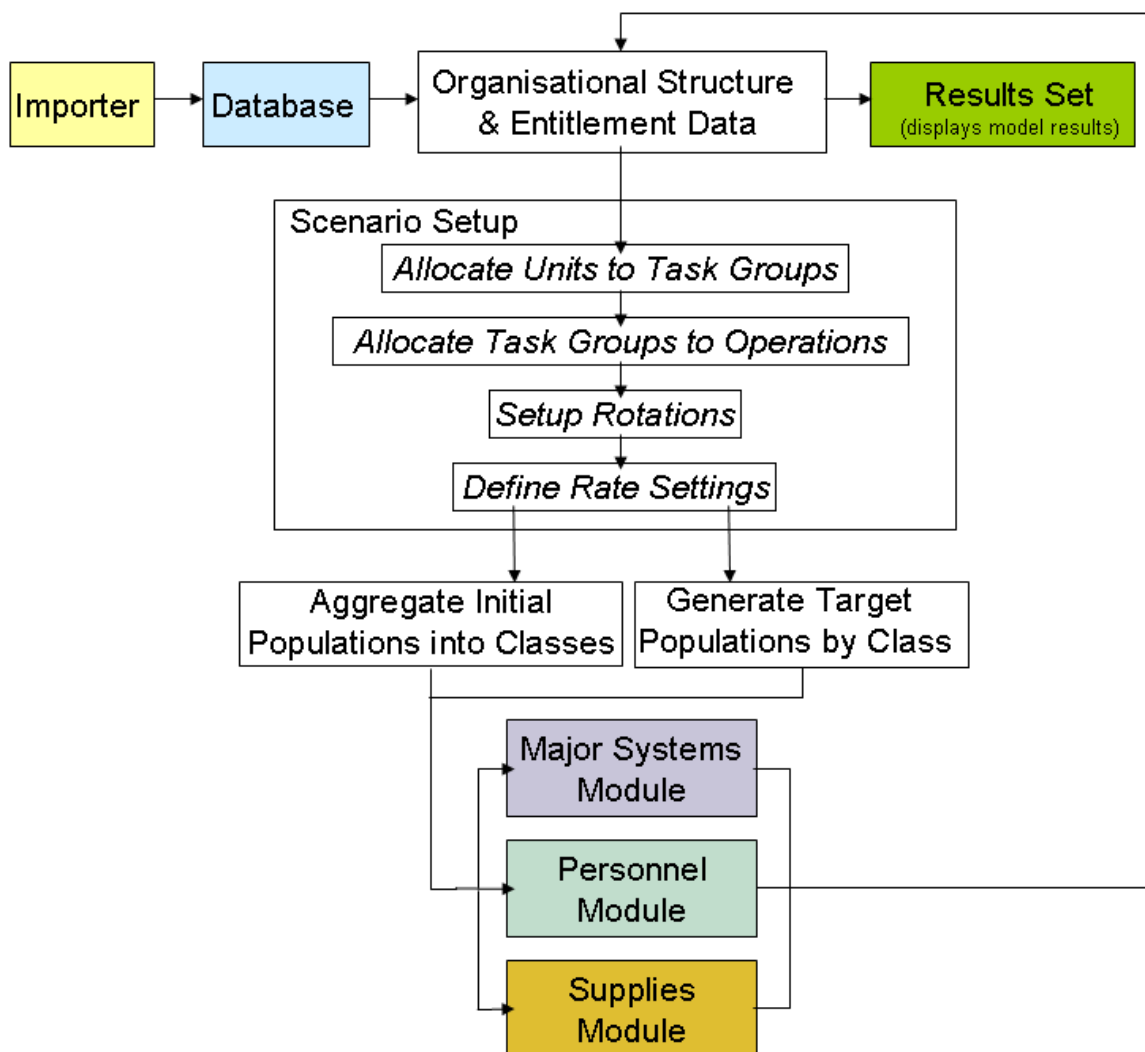 Importer
Database
Organisational Structure
& Entitlement Data
Results Set
(displays model results)
Scenario Setup
Allocate Units to Task Groups
Allocate Task Groups to Operations
Setup Rotations
Define Rate Settings
Aggregate Initial
Populations into Classes
Generate Target
Populations by Class
Major Systems
Module
Personnel
Module
Supplies
Module